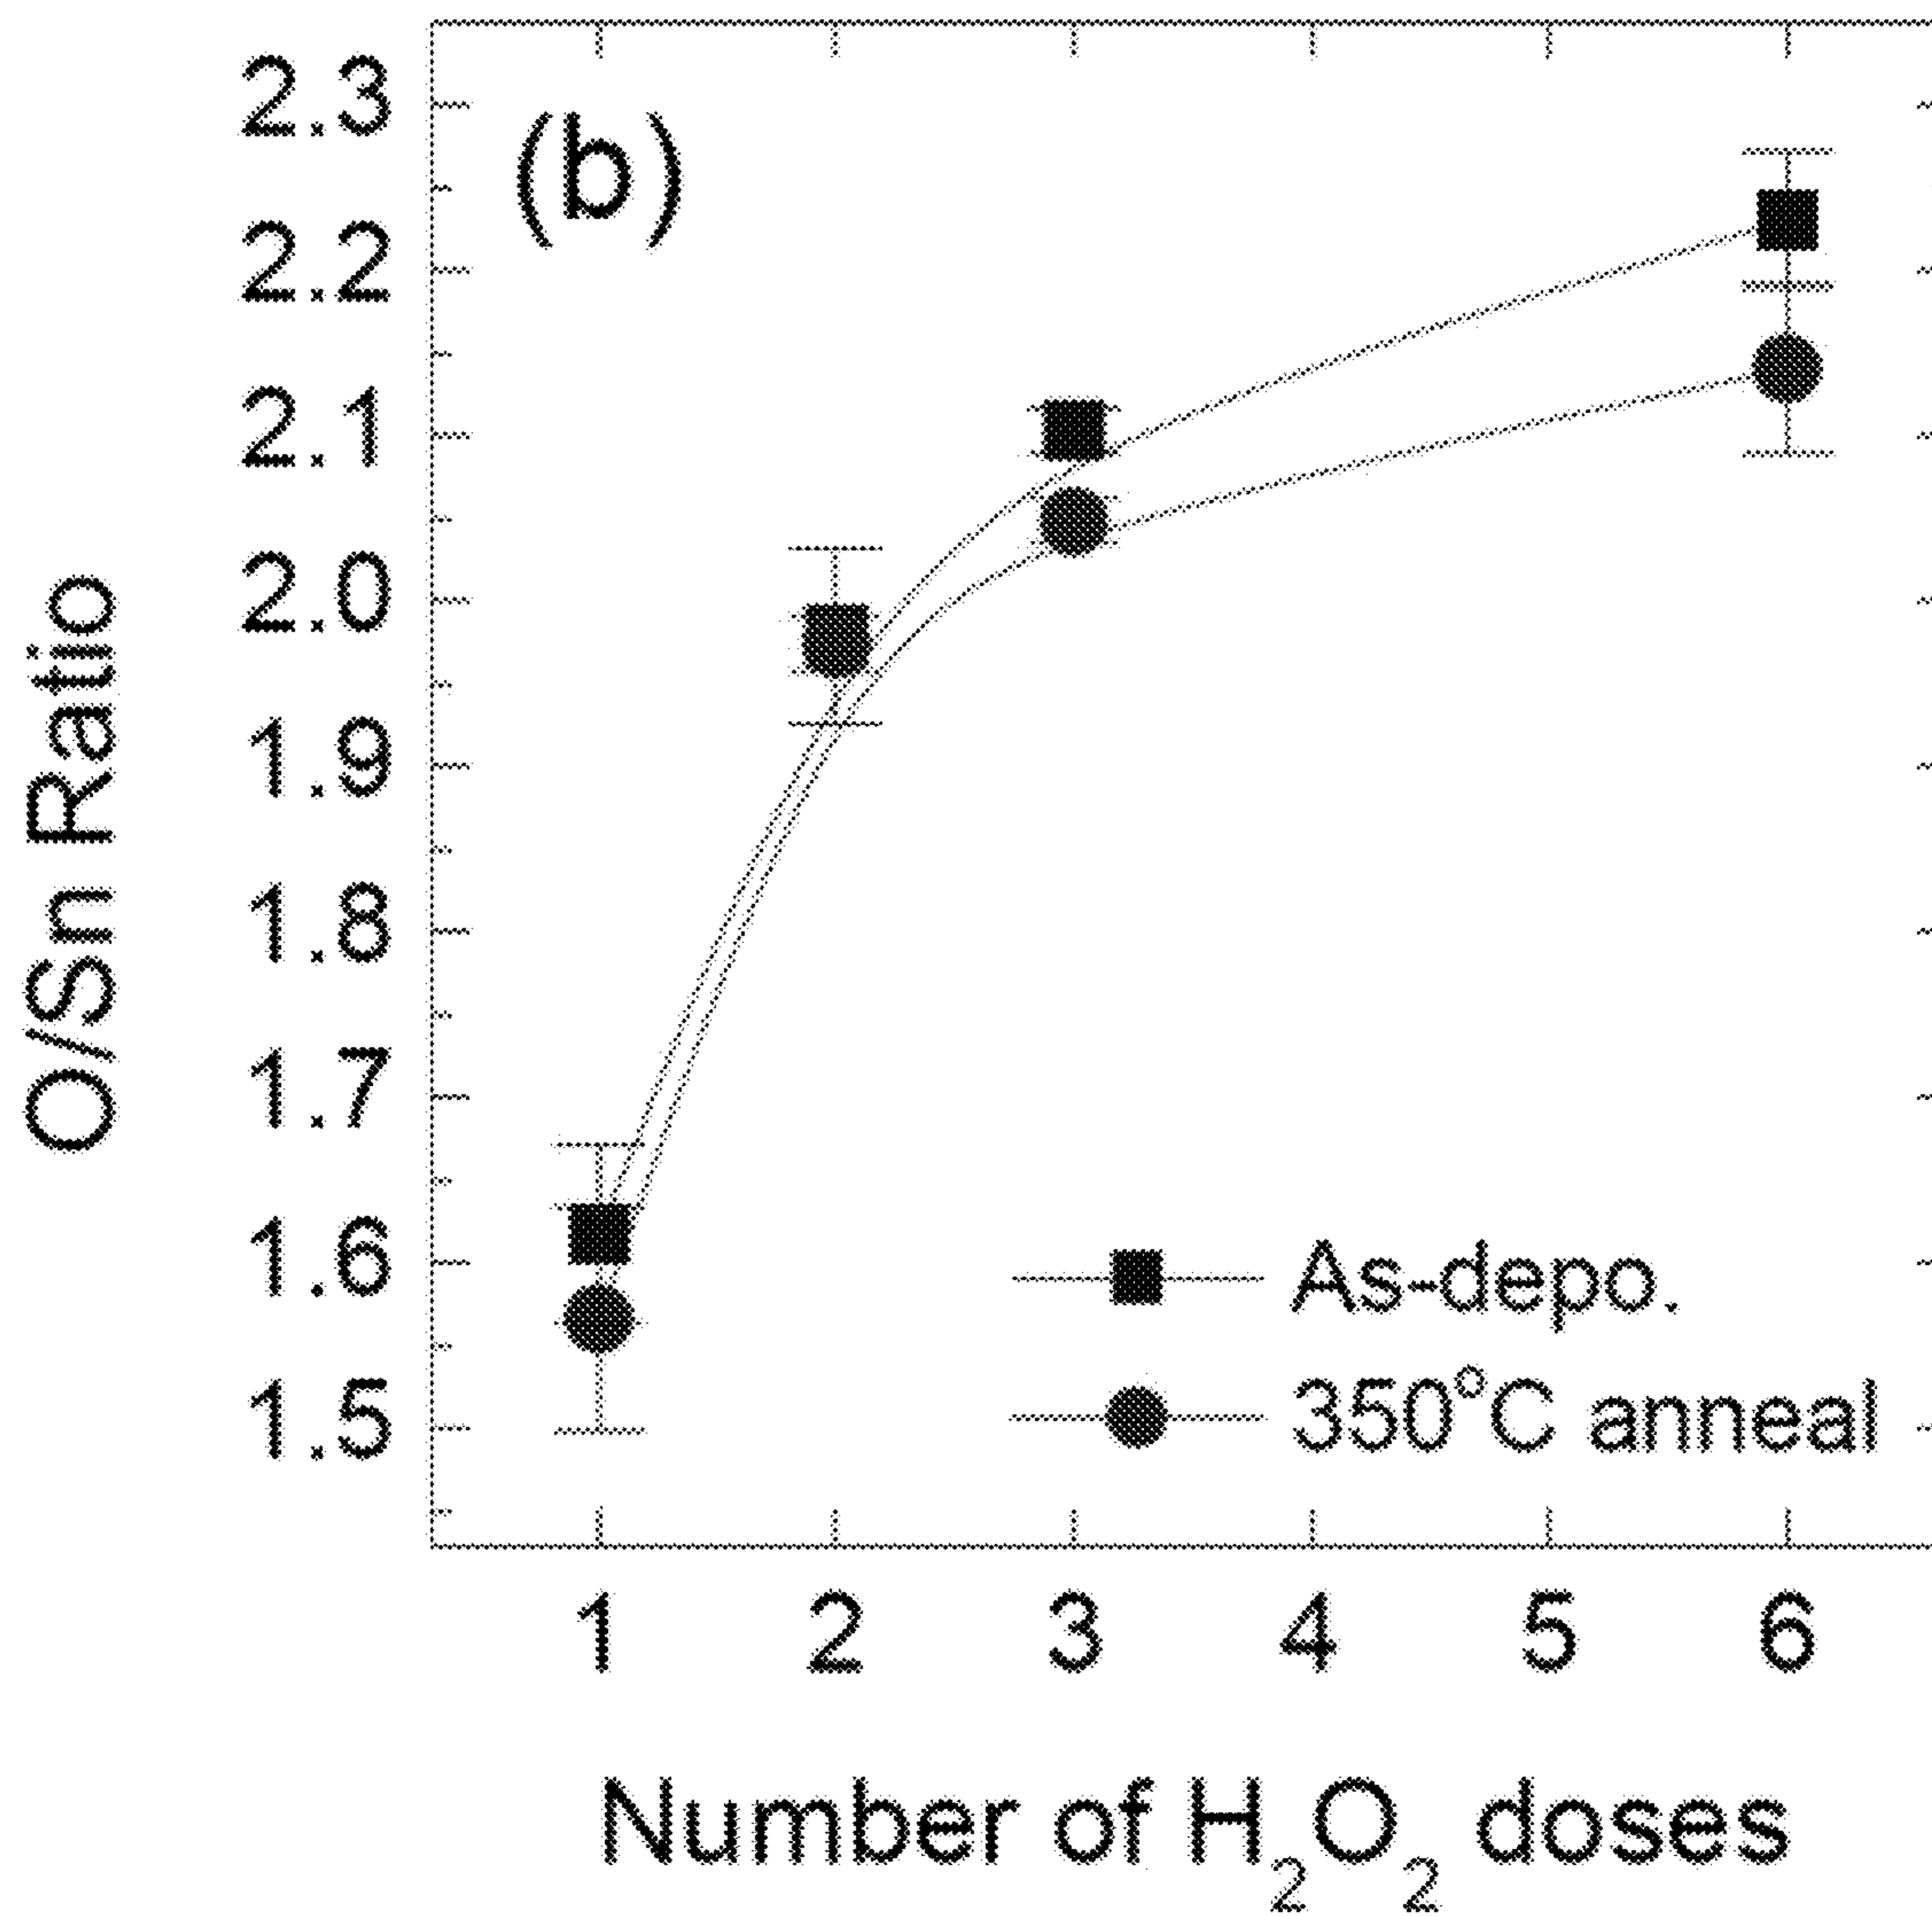 (b)
2.3
2.2
2.1
2.0
1.9
1.8
1.7
1.6
1.5
O/Sn Ratio
As-depo.
350°C anneal
1 2 3 4 5 6
Number of H₂O₂ doses